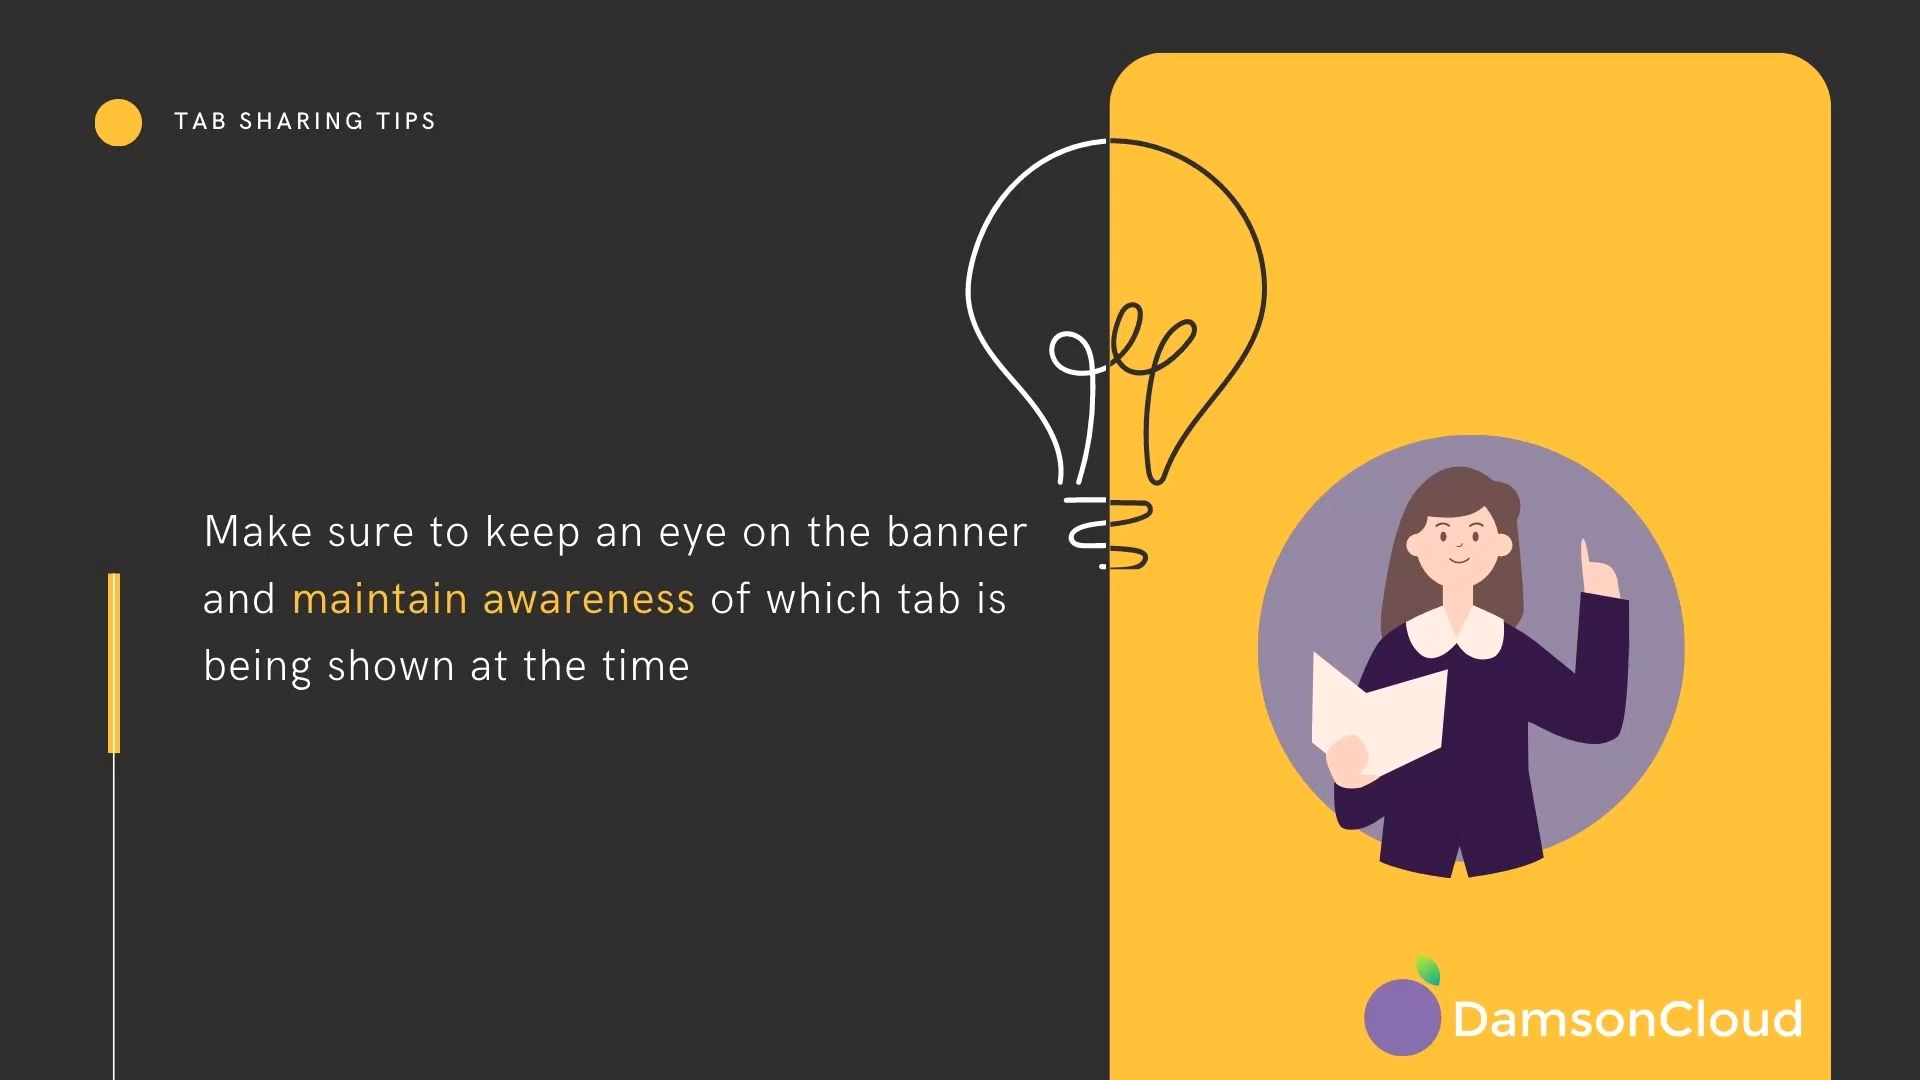 TAB SHARING TIPS
Make sure to keep an eye on the banner
and maintain awareness of which tab is
being shown at the time
DamsonCloud